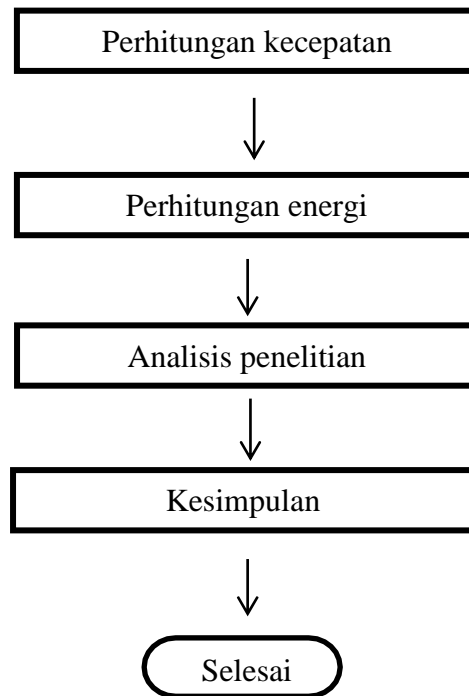 Perhitungan kecepatan
Perhitungan energi
Analisis penelitian
Kesimpulan
Selesai